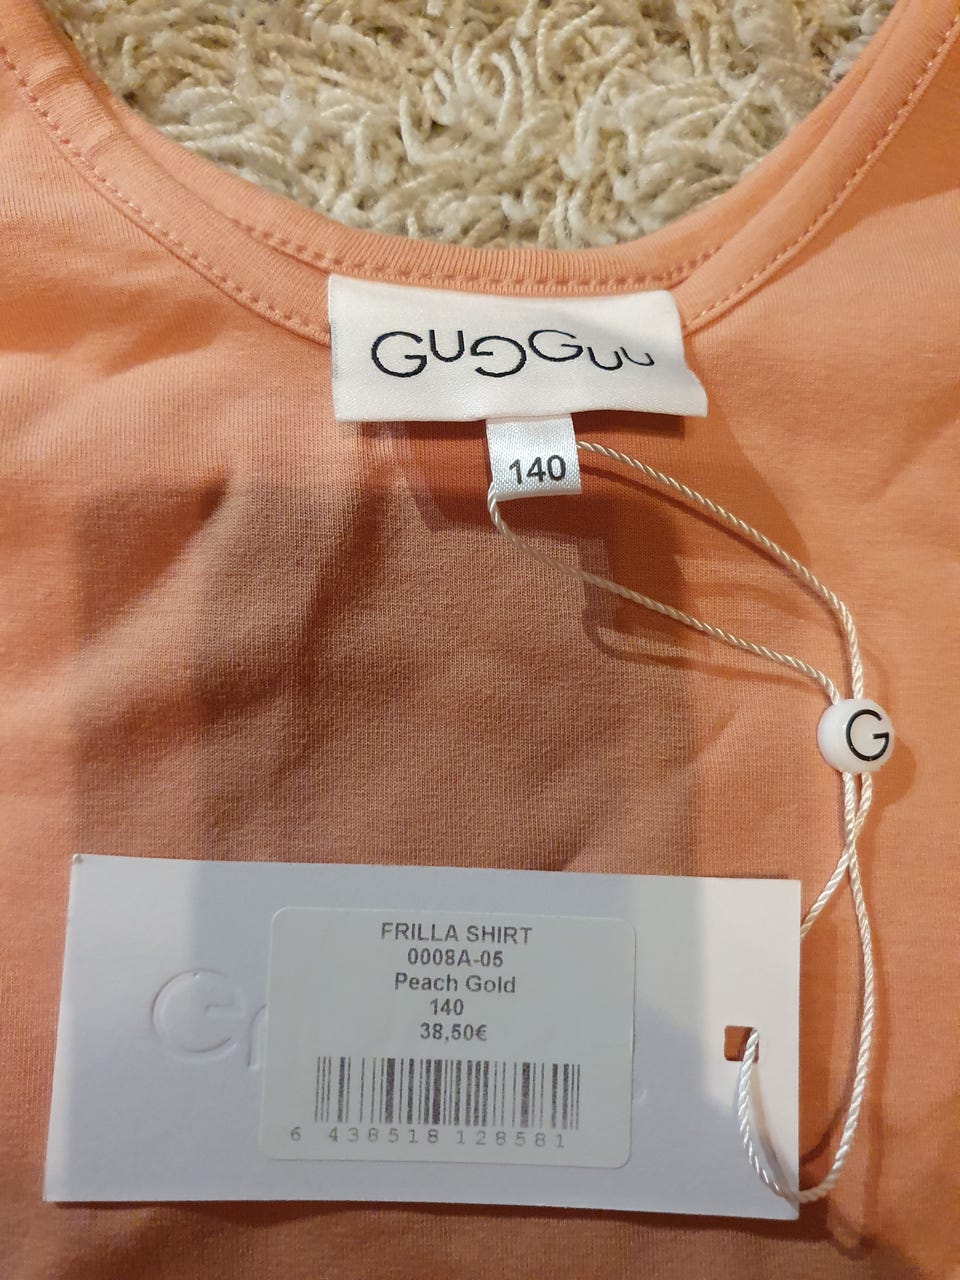 GUGGUU
140
G
FRILLA SHIRT
0008A-05
Peach Gold
140
38,50€
6 438518 128581